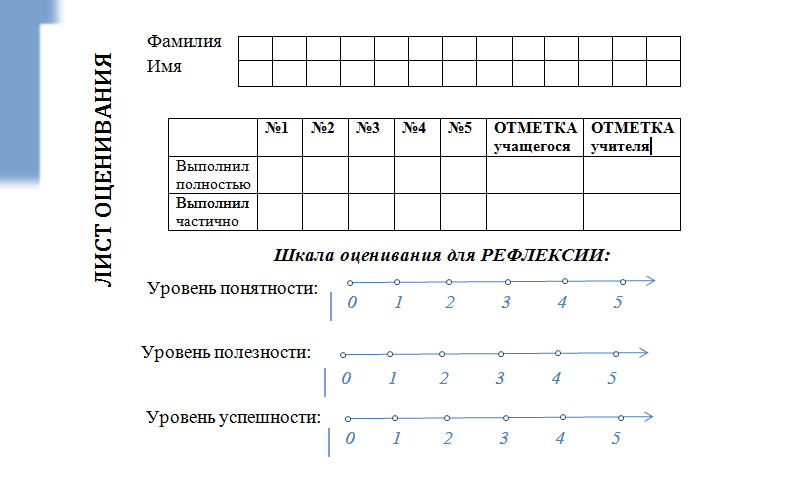 ЛИСТ ОЦЕНИВАНИЯ
Фамилия
Имя
№1 №2 №3 №4 №5 ОТМЕТКА учащегося ОТМЕТКА учителя
Выполнил полностью
Выполнил частично
Шкала оценивания для РЕФЛЕКСИИ:
Уровень понятности:
0 1 2 3 4 5
Уровень полезности:
0 1 2 3 4 5
Уровень успешности:
0 1 2 3 4 5